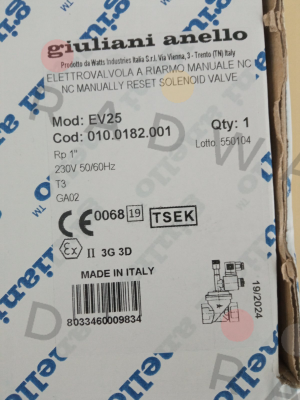 giuliani anello
Prodotto da Watts Industries Italia S.r.l. Via Vienna, 3 - Trento (TN) Italy
ELETTROVALVOLA A RIARMO MANUALE NC
NC MANUALLY RESET SOLENOID VALVE
Mod: EV25
Cod: 010.0182.001
Qty: 1
Rp 1"
Lotto 550104
230V 50/60Hz
T3
GA02
CE 0068 19 TSEK
Ex II 3G 3D
MADE IN ITALY
8033460009834
19/2024